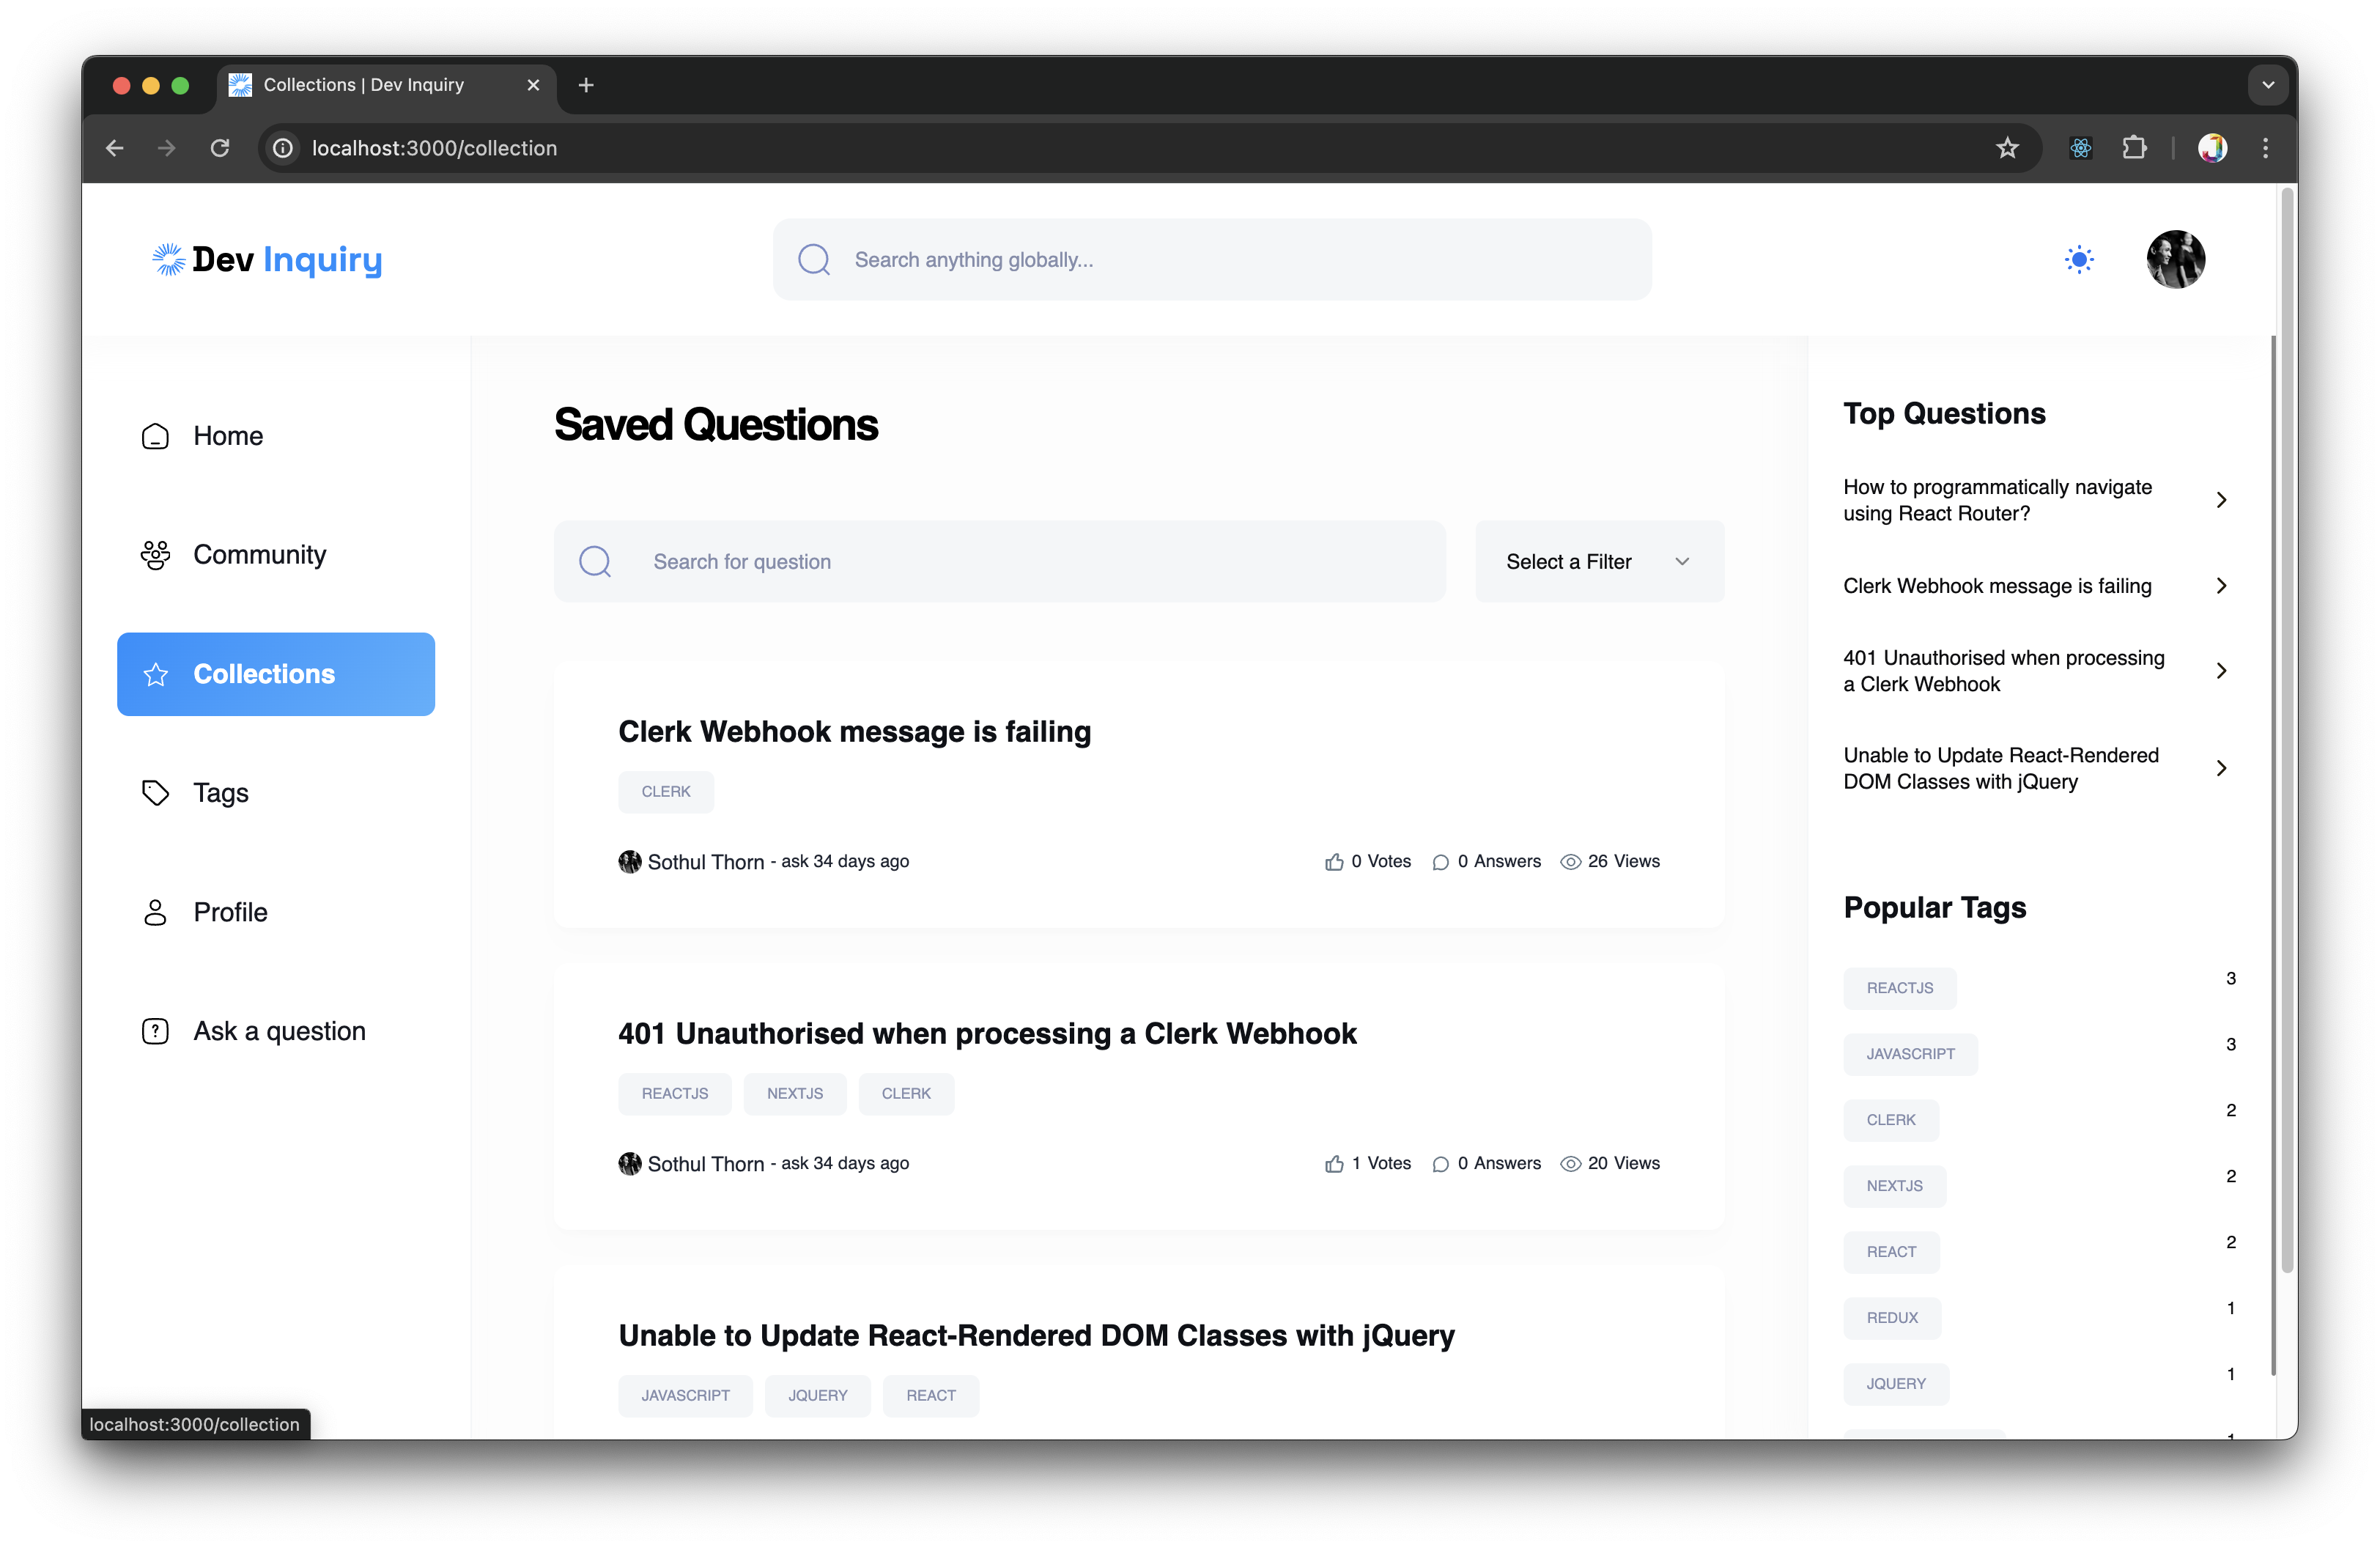 Collections | Dev Inquiry
localhost:3000/collection
Dev Inquiry
Search anything globally...
Home
Community
Collections
Tags
Profile
Ask a question
Saved Questions
Search for question
Select a Filter
Clerk Webhook message is failing
CLERK
Sothul Thorn - ask 34 days ago
0 Votes 0 Answers 26 Views
401 Unauthorised when processing a Clerk Webhook
REACTJS NEXTJS CLERK
Sothul Thorn - ask 34 days ago
1 Votes 0 Answers 20 Views
Unable to Update React-Rendered DOM Classes with jQuery
JAVASCRIPT JQUERY REACT
Top Questions
How to programmatically navigate
using React Router?
Clerk Webhook message is failing
401 Unauthorised when processing
a Clerk Webhook
Unable to Update React-Rendered
DOM Classes with jQuery
Popular Tags
REACTJS 3
JAVASCRIPT 3
CLERK 2
NEXTJS 2
REACT 2
REDUX 1
JQUERY 1
localhost:3000/collection